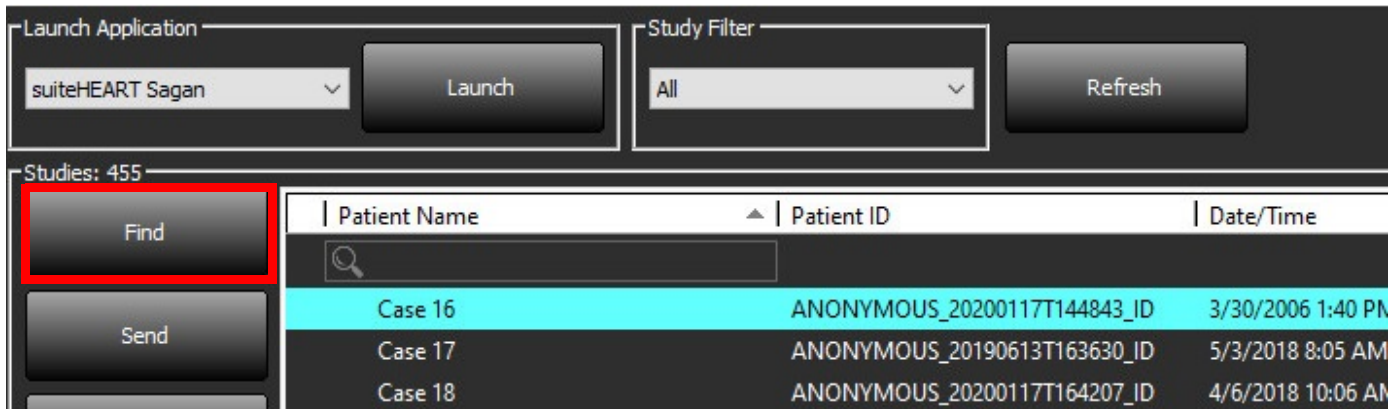 Launch Application
Study Filter
suiteHEART Sagan
Launch
All
Refresh
Studies: 455
Find
Patient Name
Patient ID
Date/Time
Send
Case 16 ANONYMOUS_20200117T144843_ID 3/30/2006 1:40 PM
Case 17 ANONYMOUS_20190613T163630_ID 5/3/2018 8:05 AM
Case 18 ANONYMOUS_20200117T164207_ID 4/6/2018 10:06 AM